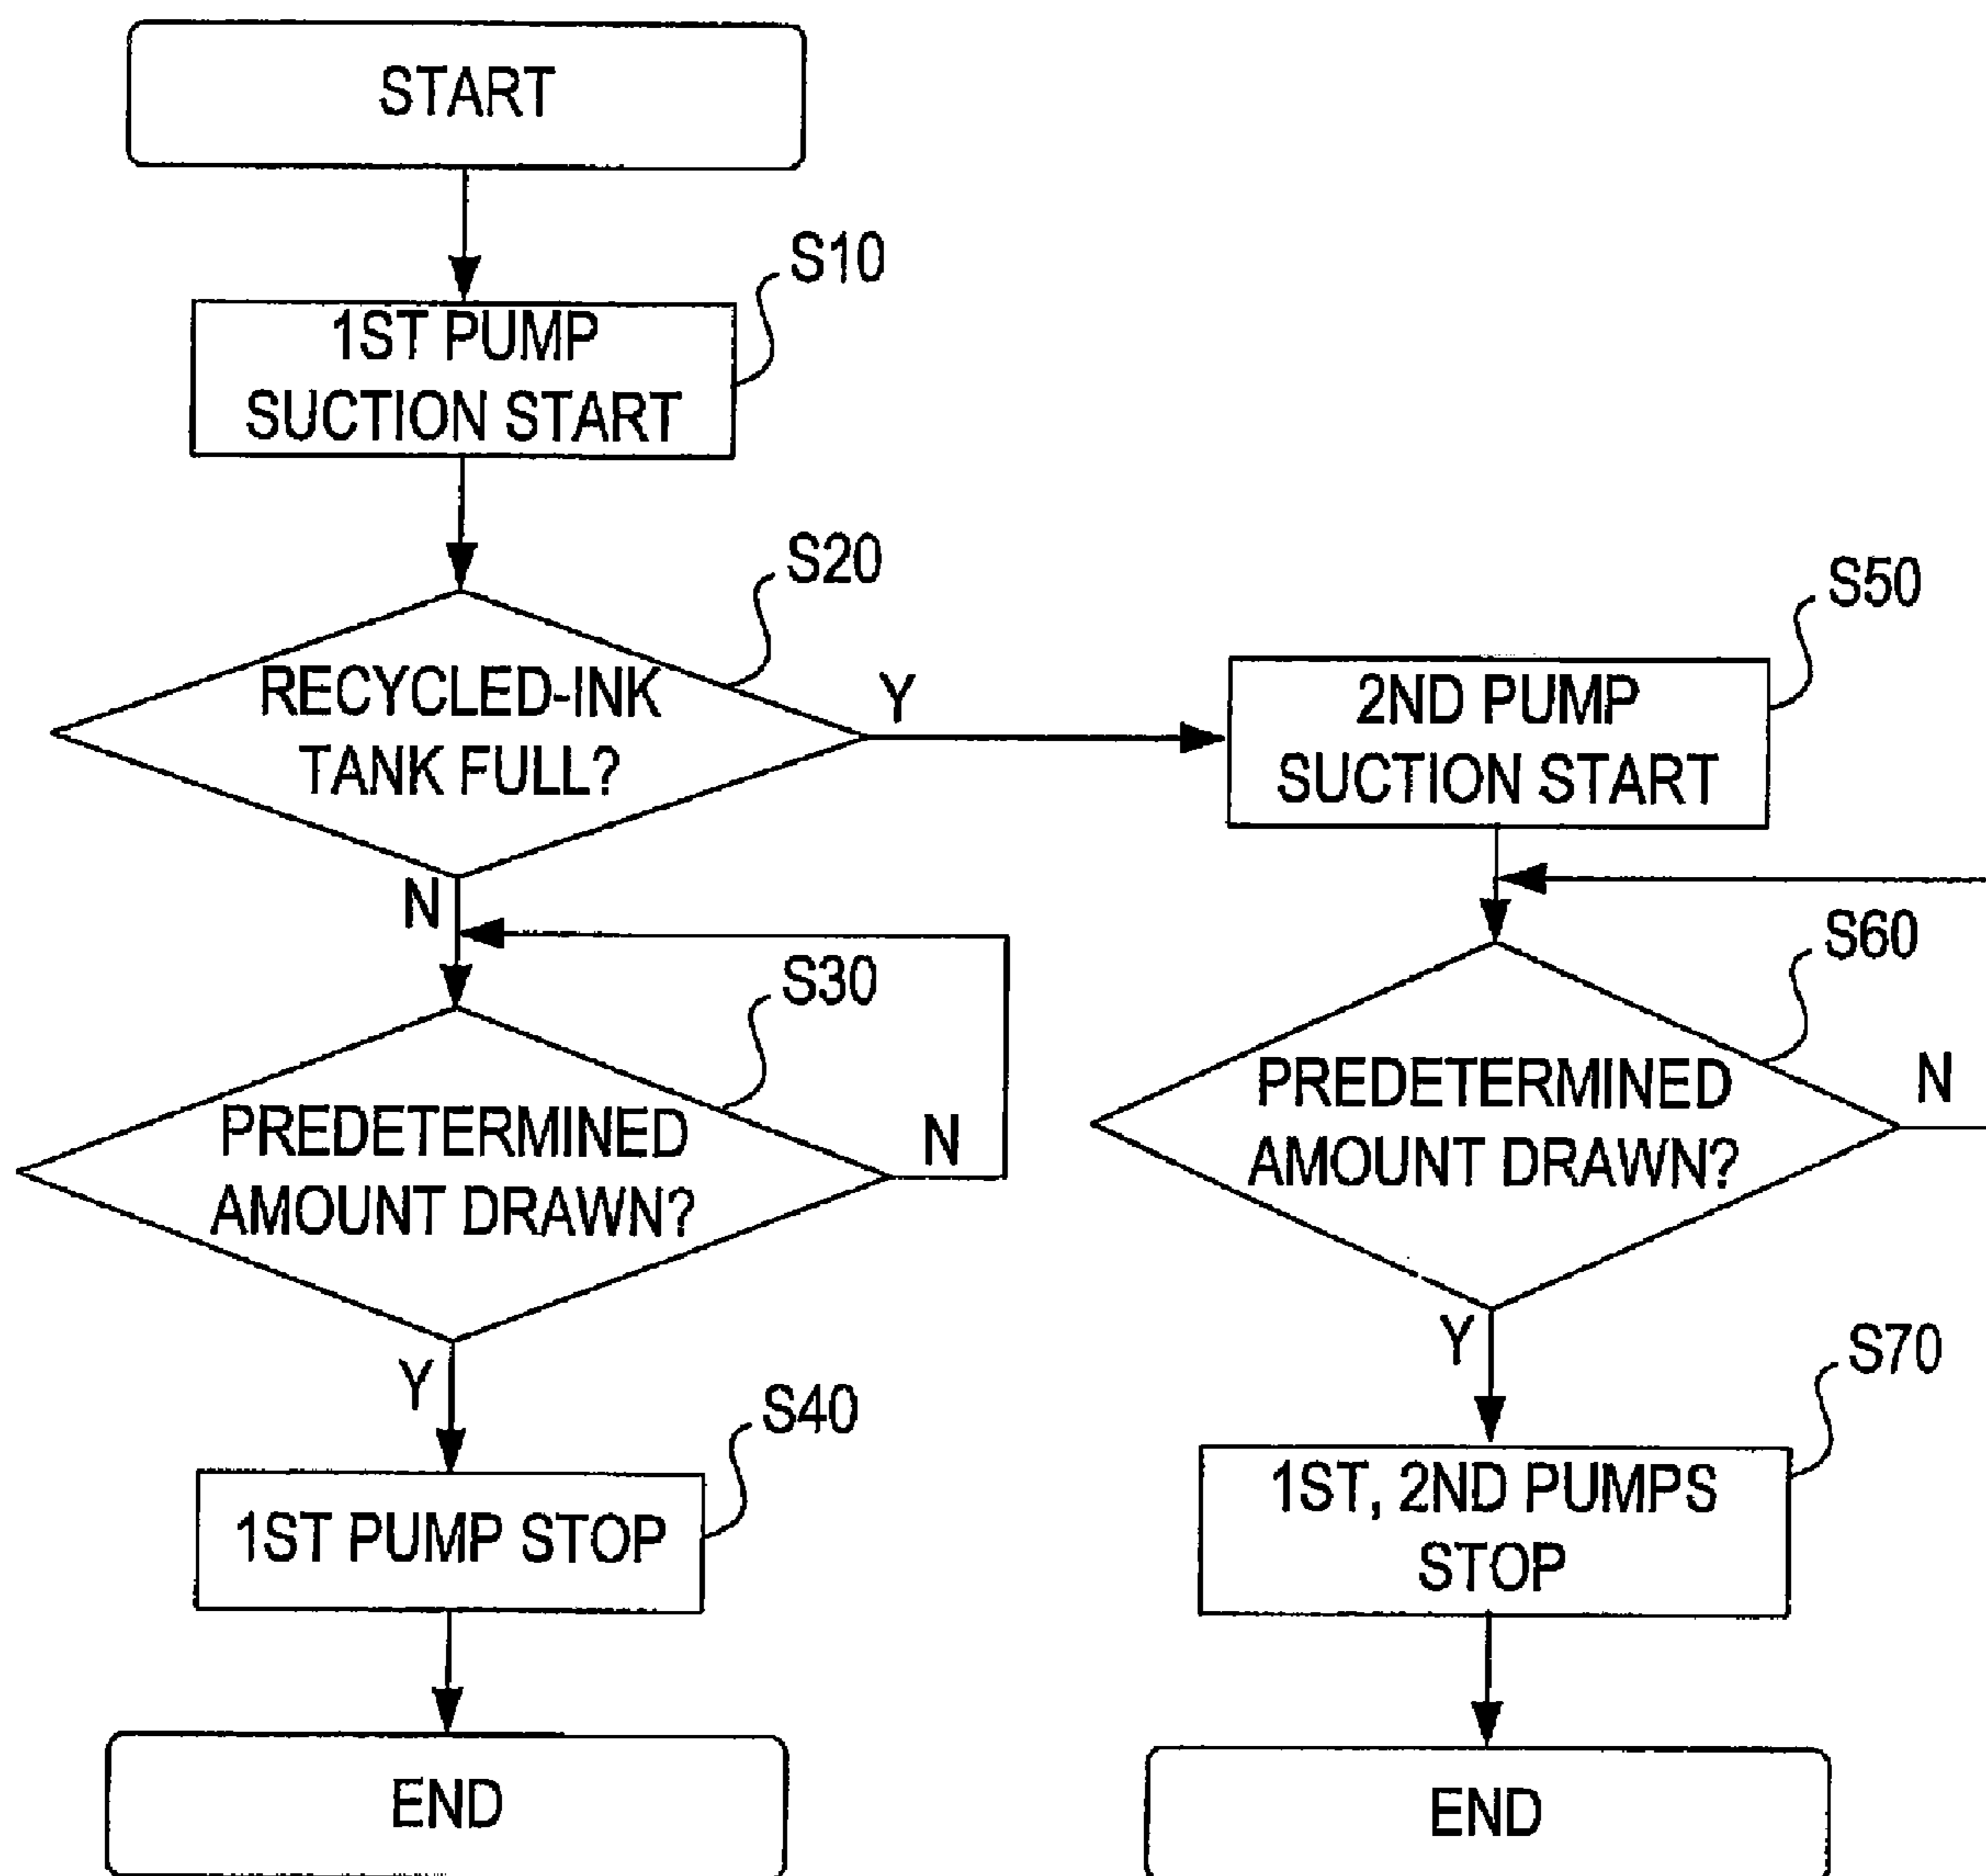 START
S10
1ST PUMP
SUCTION START
S20
RECYCLED-INK
TANK FULL?
Y
N
S30
PREDETERMINED
AMOUNT DRAWN?
N
Y
S40
1ST PUMP STOP
END
S50
2ND PUMP
SUCTION START
S60
PREDETERMINED
AMOUNT DRAWN?
N
Y
S70
1ST, 2ND PUMPS
STOP
END